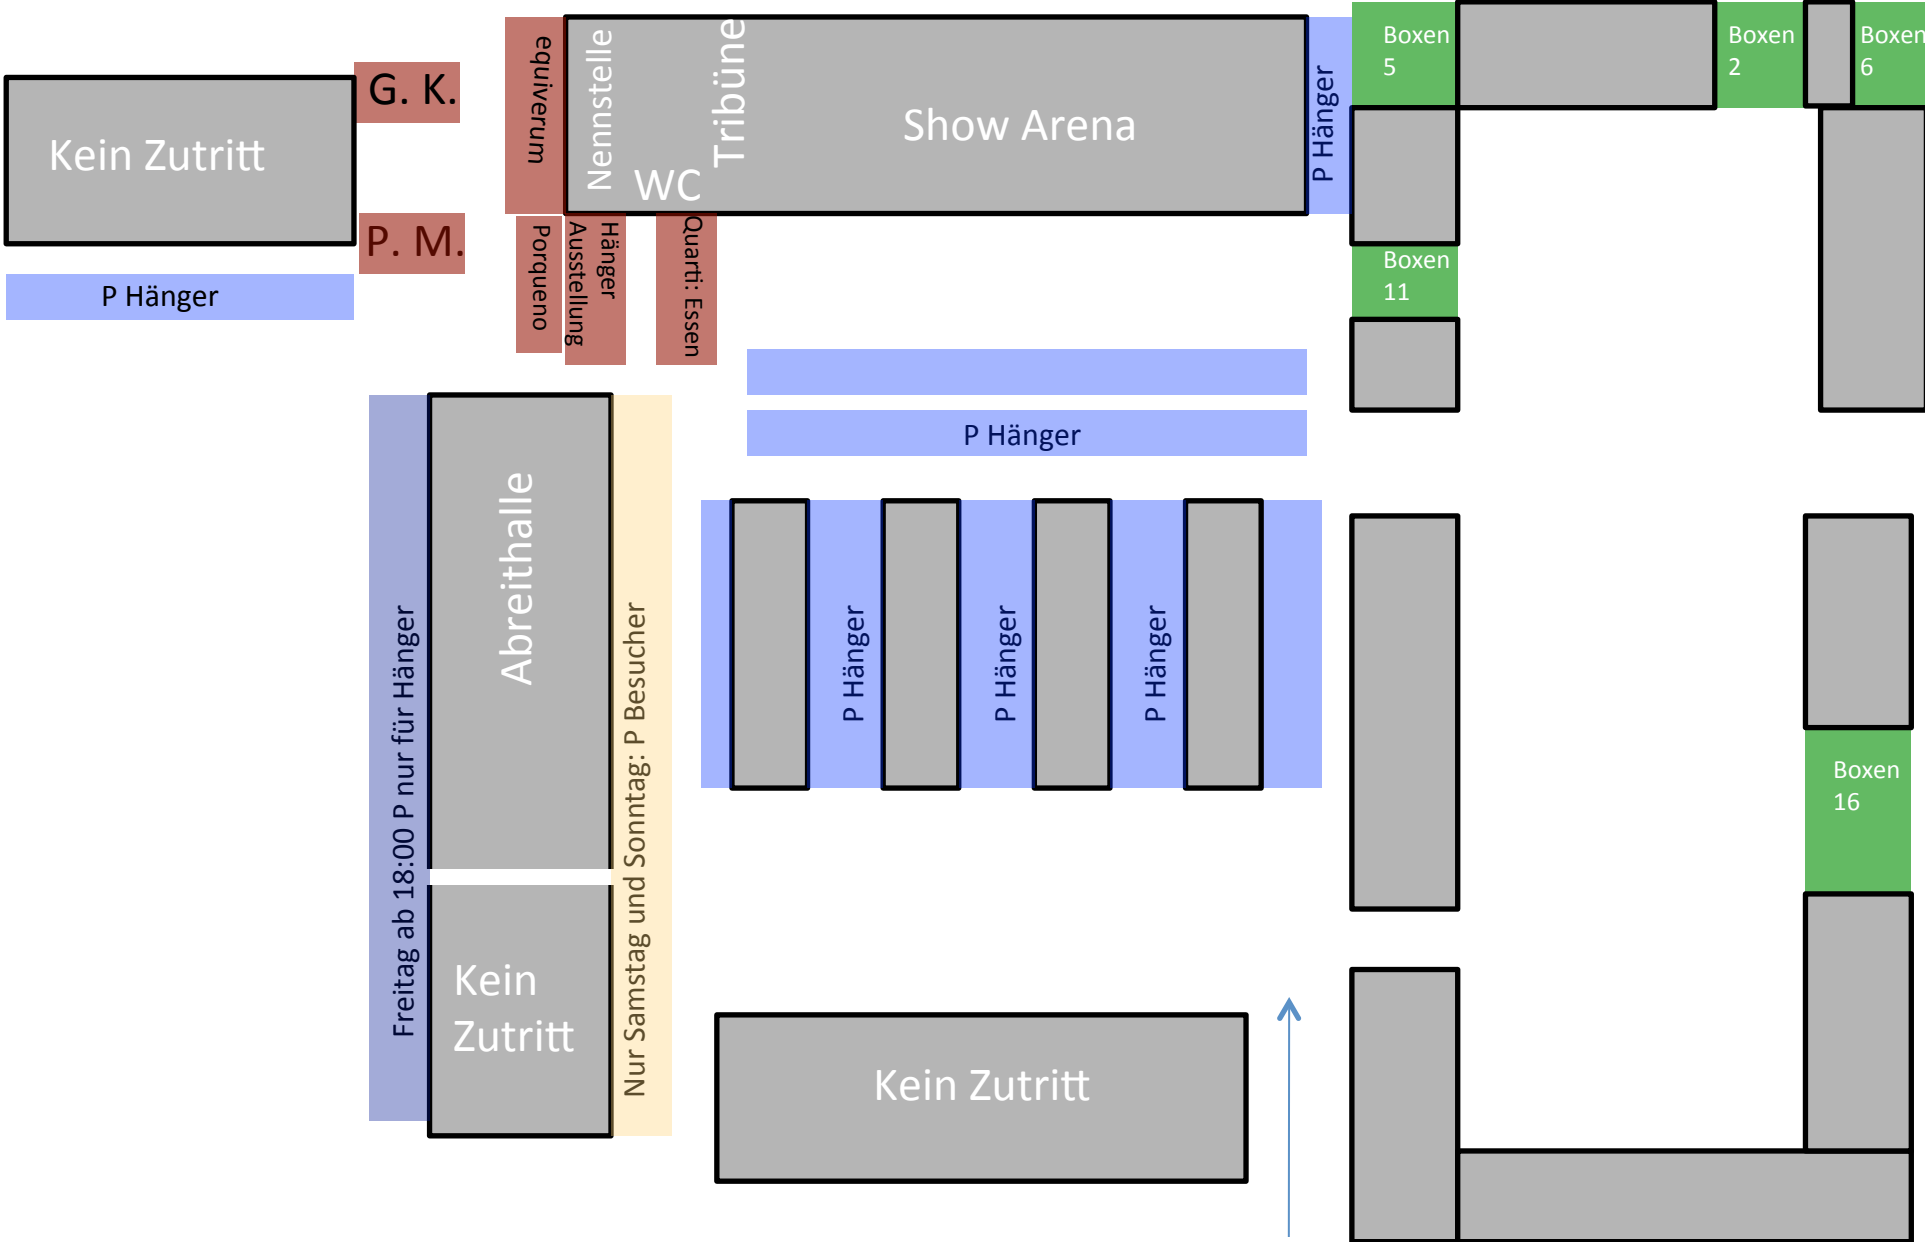 Kein Zutritt
G. K.
P. M.
P Hänger
equiverum
Nennstelle
WC
Tribüne
Show Arena
P Hänger
Boxen
5
Boxen
2
Boxen
6
Porqueno
Hänger
Ausstellung
Quarti: Essen
Boxen
11
P Hänger
Freitag ab 18:00 P nur für Hänger
Abreithalle
Kein
Zutritt
Nur Samstag und Sonntag: P Besucher
P Hänger
P Hänger
P Hänger
Boxen
16
Kein Zutritt